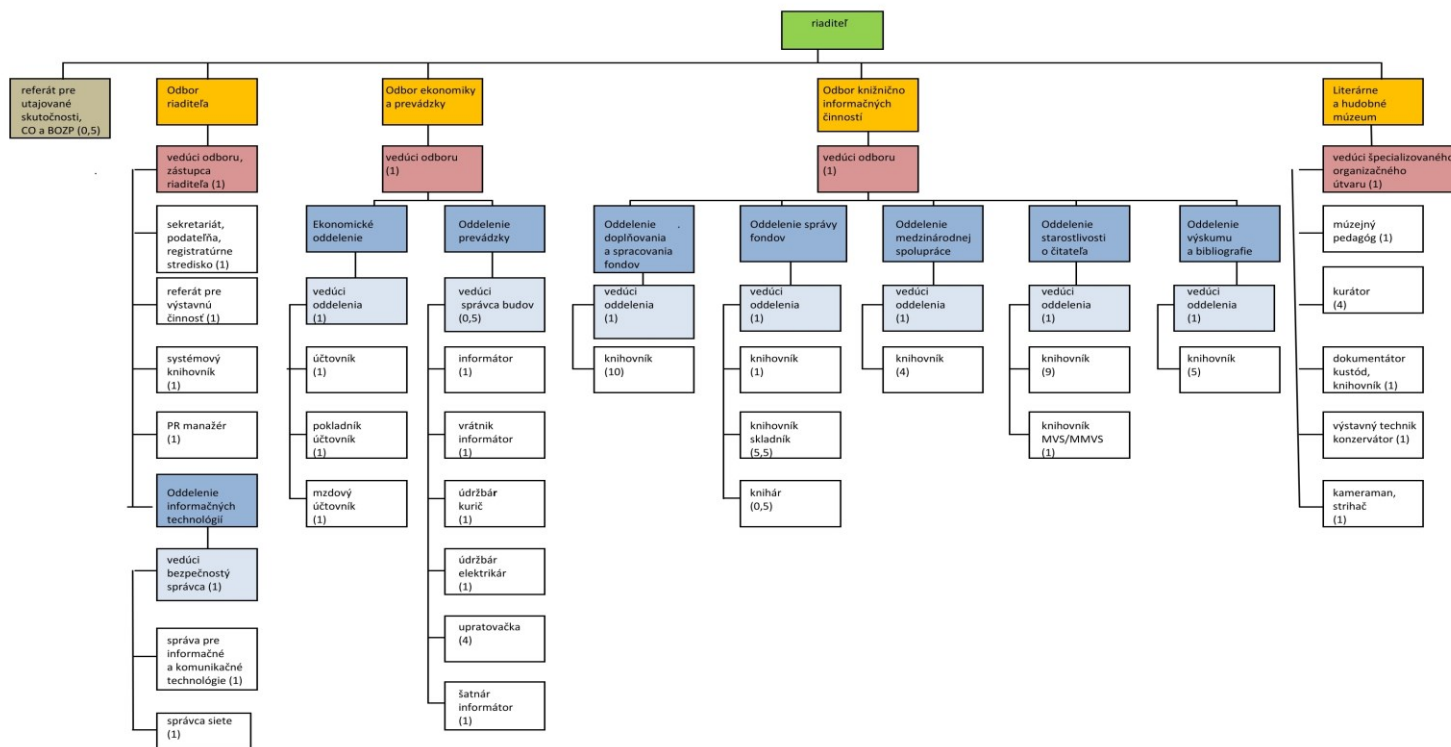 riaditeľ
referát pre
utajované
skutočnosti,
CO a BOZP (0,5)
Odbor
riaditeľa
vedúci odboru,
zástupca
riaditeľa (1)
sekretariát,
podateľňa,
registratúrne
stredisko (1)
referát pre
výstavnú
činnosť (1)
systémový
knihovník
(1)
PR manažér
(1)
Oddelenie
informačných
technológií
vedúci
bezpečnostý
správca (1)
správa pre
informačné
a komunikačné
technológie (1)
správca siete
(1)
Odbor ekonomiky
a prevádzky
vedúci odboru
(1)
Ekonomické
oddelenie
vedúci
oddelenia
(1)
účtovník
(1)
pokladník
účtovník
(1)
mzdový
účtovník
(1)
Oddelenie
prevádzky
vedúci
správca budov
(0,5)
informátor
(1)
vrátnik
informátor
(1)
údržbár
kurič
(1)
údržbár
elektrikár
(1)
upratovačka
(4)
šatnár
informátor
(1)
Odbor knižnično
informačných
činností
vedúci odboru
(1)
Oddelenie
doplňovania
a spracovania
fondov
vedúci
oddelenia
(1)
knihovník
(10)
Oddelenie správy
fondov
vedúci
oddelenia
(1)
knihovník
(1)
knihovník
skladník
(5,5)
knihár
(0,5)
Oddelenie
medzinárodnej
spolupráce
vedúci
oddelenia
(1)
knihovník
(4)
Oddelenie
starostlivosti
o čitateľa
vedúci
oddelenia
(1)
knihovník
(9)
knihovník
MVS/MMVS
(1)
Oddelenie
výskumu
a bibliografie
vedúci
oddelenia
(1)
knihovník
(5)
Literárne
a hudobné
múzeum
vedúci špecializovaného
organizačného
útvaru (1)
múzejný
pedagóg (1)
kurátor
(4)
dokumentátor
kustód,
knihovník (1)
výstavný technik
konzervátor (1)
kameraman,
strihač
(1)